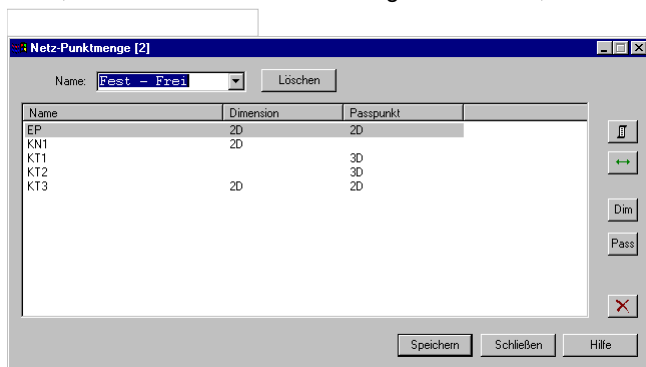 Netz-Punktmenge [2]
Name: Fest - Frei Löschen
Name Dimension Passpunkt
EP 2D 2D
KN1 2D
KT1 3D
KT2 3D
KT3 2D 2D
Dim
Pass
Speichern Schließen Hilfe